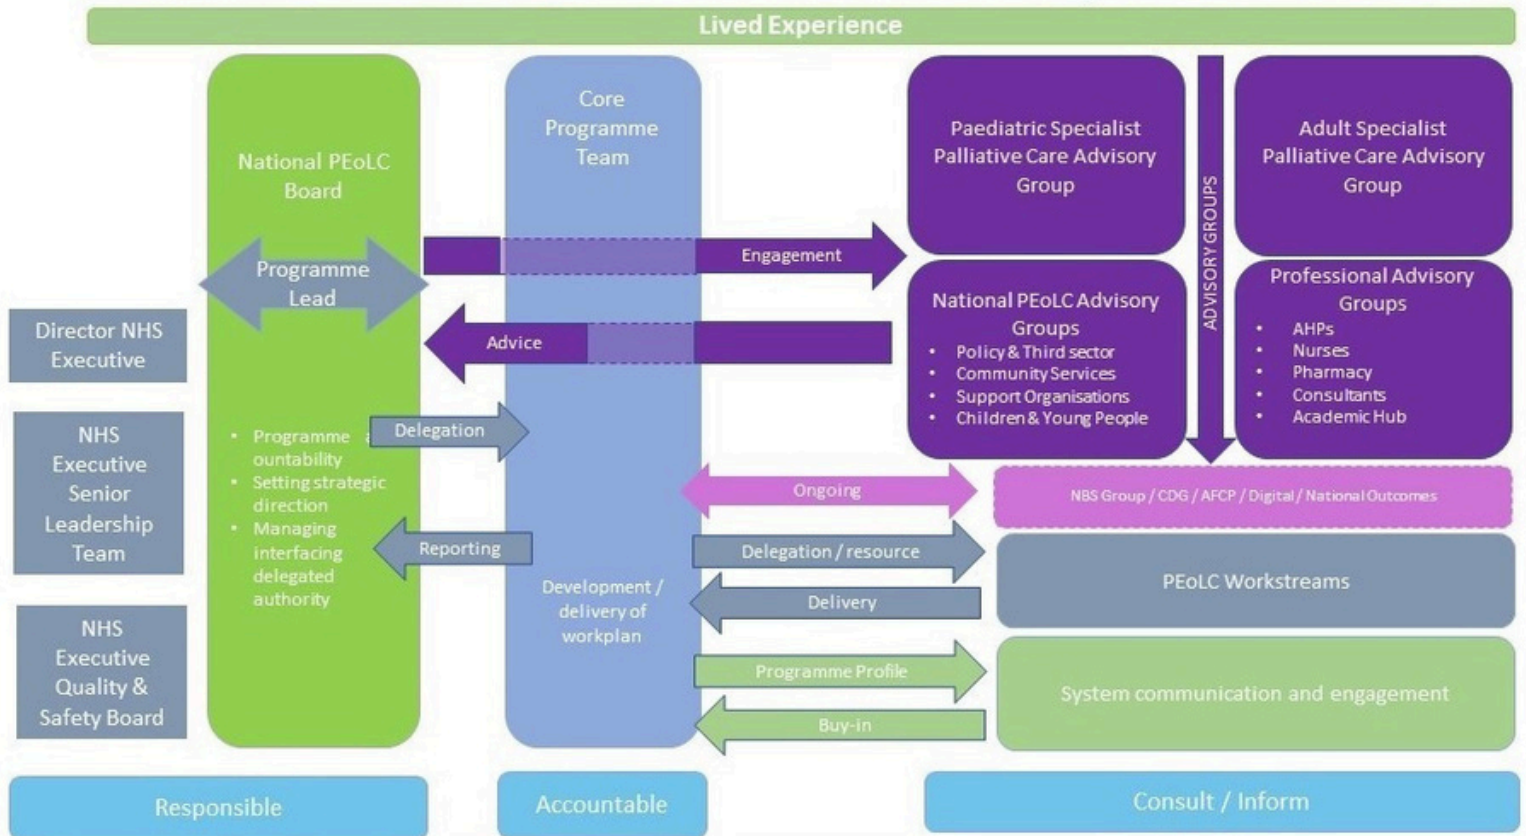 Lived Experience
National PEoLC
Board
Programme
Lead
Director NHS
Executive
NHS
Executive
Senior
Leadership
Team
NHS
Executive
Quality &
Safety Board
• Programme
ountability
• Setting strategic
direction
• Managing
interfacing
delegated
authority
Core
Programme
Team
Development /
delivery of
workplan
Engagement
Advice
Delegation
Reporting
Ongoing
Delegation / resource
Delivery
Programme Profile
Buy-in
Paediatric Specialist
Palliative Care Advisory
Group
ADVISORY GROUPS
Adult Specialist
Palliative Care Advisory
Group
National PEoLC Advisory
Groups
• Policy & Third sector
• Community Services
• Support Organisations
• Children & Young People
Professional Advisory
Groups
• AHPs
• Nurses
• Pharmacy
• Consultants
• Academic Hub
NBS Group / CDG / AFCP / Digital / National Outcomes
PEoLC Workstreams
System communication and engagement
Responsible
Accountable
Consult / Inform